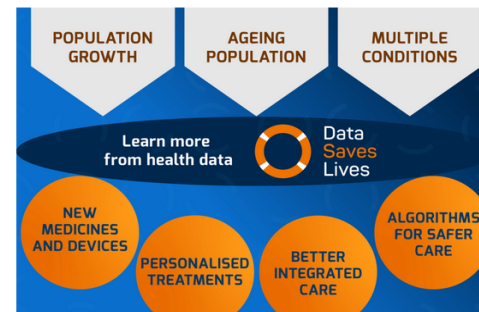 POPULATION
GROWTH
AGEING
POPULATION
MULTIPLE
CONDITIONS
Learn more
from health data
Data
Saves
Lives
NEW
MEDICINES
AND DEVICES
PERSONALISED
TREATMENTS
BETTER
INTEGRATED
CARE
ALGORITHMS
FOR SAFER
CARE